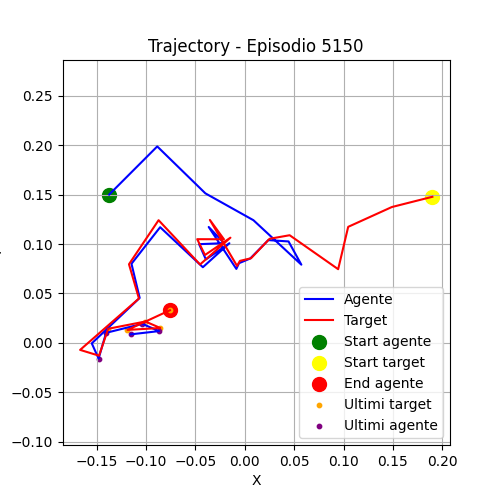 Trajectory - Episodio 5150
0.25
0.20
0.15
0.10
0.05
0.00
−0.05
−0.10
−0.15
−0.10
−0.05
0.00
0.05
0.10
0.15
0.20
X
Agente
Target
Start agente
Start target
End agente
Ultimi target
Ultimi agente